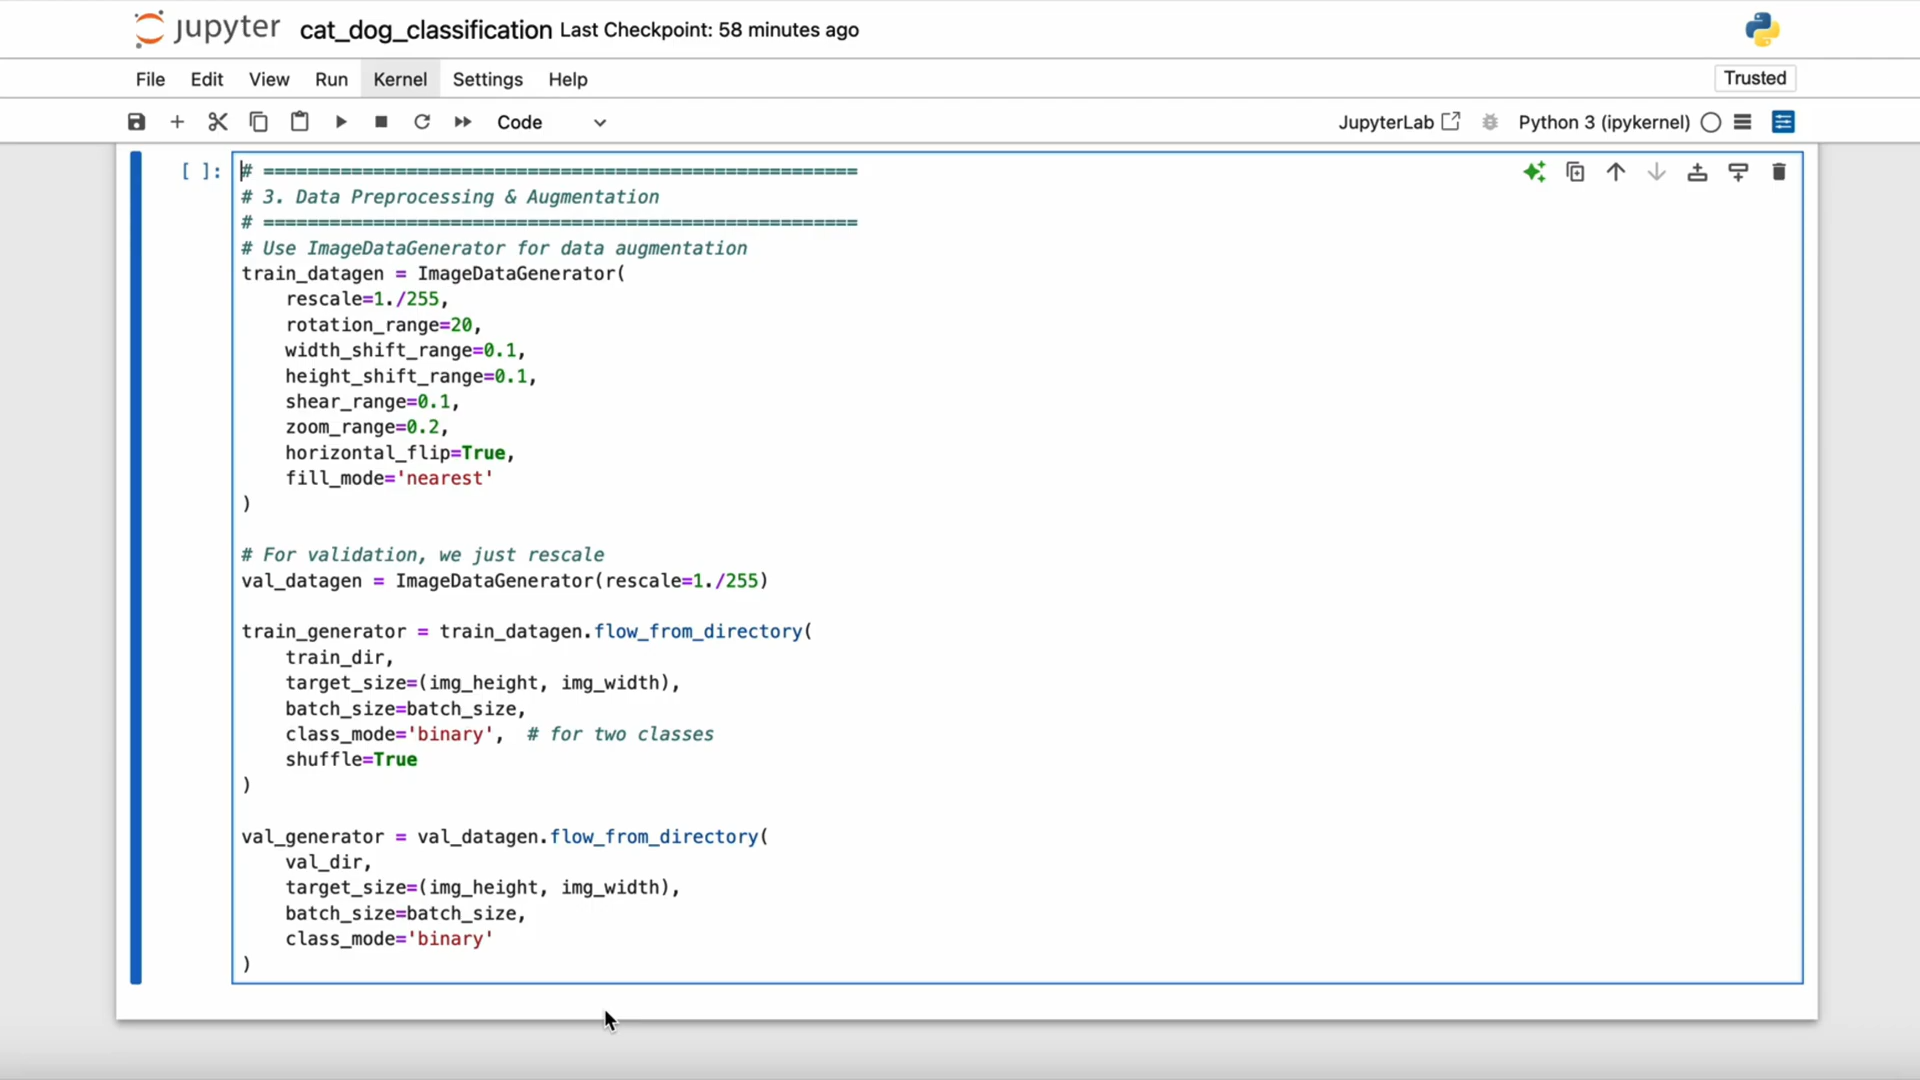 jupyter cat_dog_classification Last Checkpoint: 58 minutes ago
File Edit View Run Kernel Settings Help Trusted
Code JupyterLab Python 3 (ipykernel)
[ ]: # ======================================================
# 3. Data Preprocessing & Augmentation
# ======================================================
# Use ImageDataGenerator for data augmentation
train_datagen = ImageDataGenerator(
    rescale=1./255,
    rotation_range=20,
    width_shift_range=0.1,
    height_shift_range=0.1,
    shear_range=0.1,
    zoom_range=0.2,
    horizontal_flip=True,
    fill_mode='nearest'
)
# For validation, we just rescale
val_datagen = ImageDataGenerator(rescale=1./255)
train_generator = train_datagen.flow_from_directory(
    train_dir,
    target_size=(img_height, img_width),
    batch_size=batch_size,
    class_mode='binary',  # for two classes
    shuffle=True
)
val_generator = val_datagen.flow_from_directory(
    val_dir,
    target_size=(img_height, img_width),
    batch_size=batch_size,
    class_mode='binary'
)